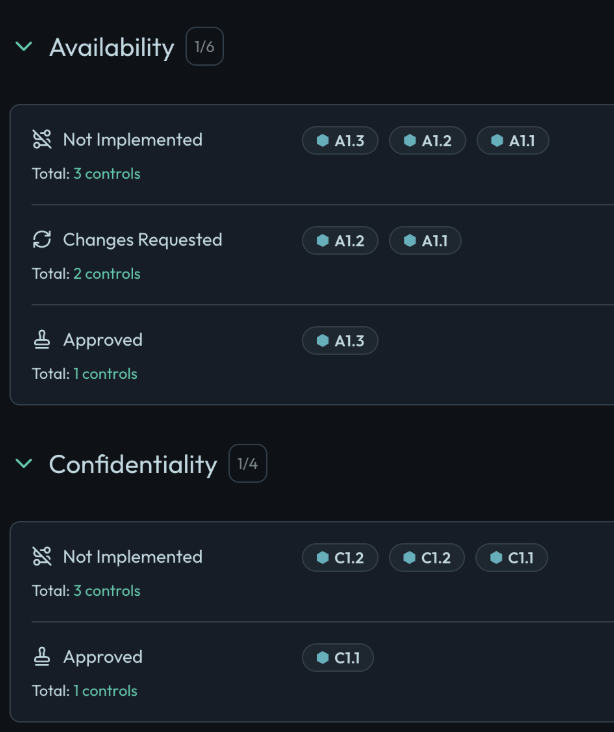 Availability 1/6
Not Implemented A1.3 A1.2 A1.1
Total: 3 controls
Changes Requested A1.2 A1.1
Total: 2 controls
Approved A1.3
Total: 1 controls
Confidentiality 1/4
Not Implemented C1.2 C1.2 C1.1
Total: 3 controls
Approved C1.1
Total: 1 controls